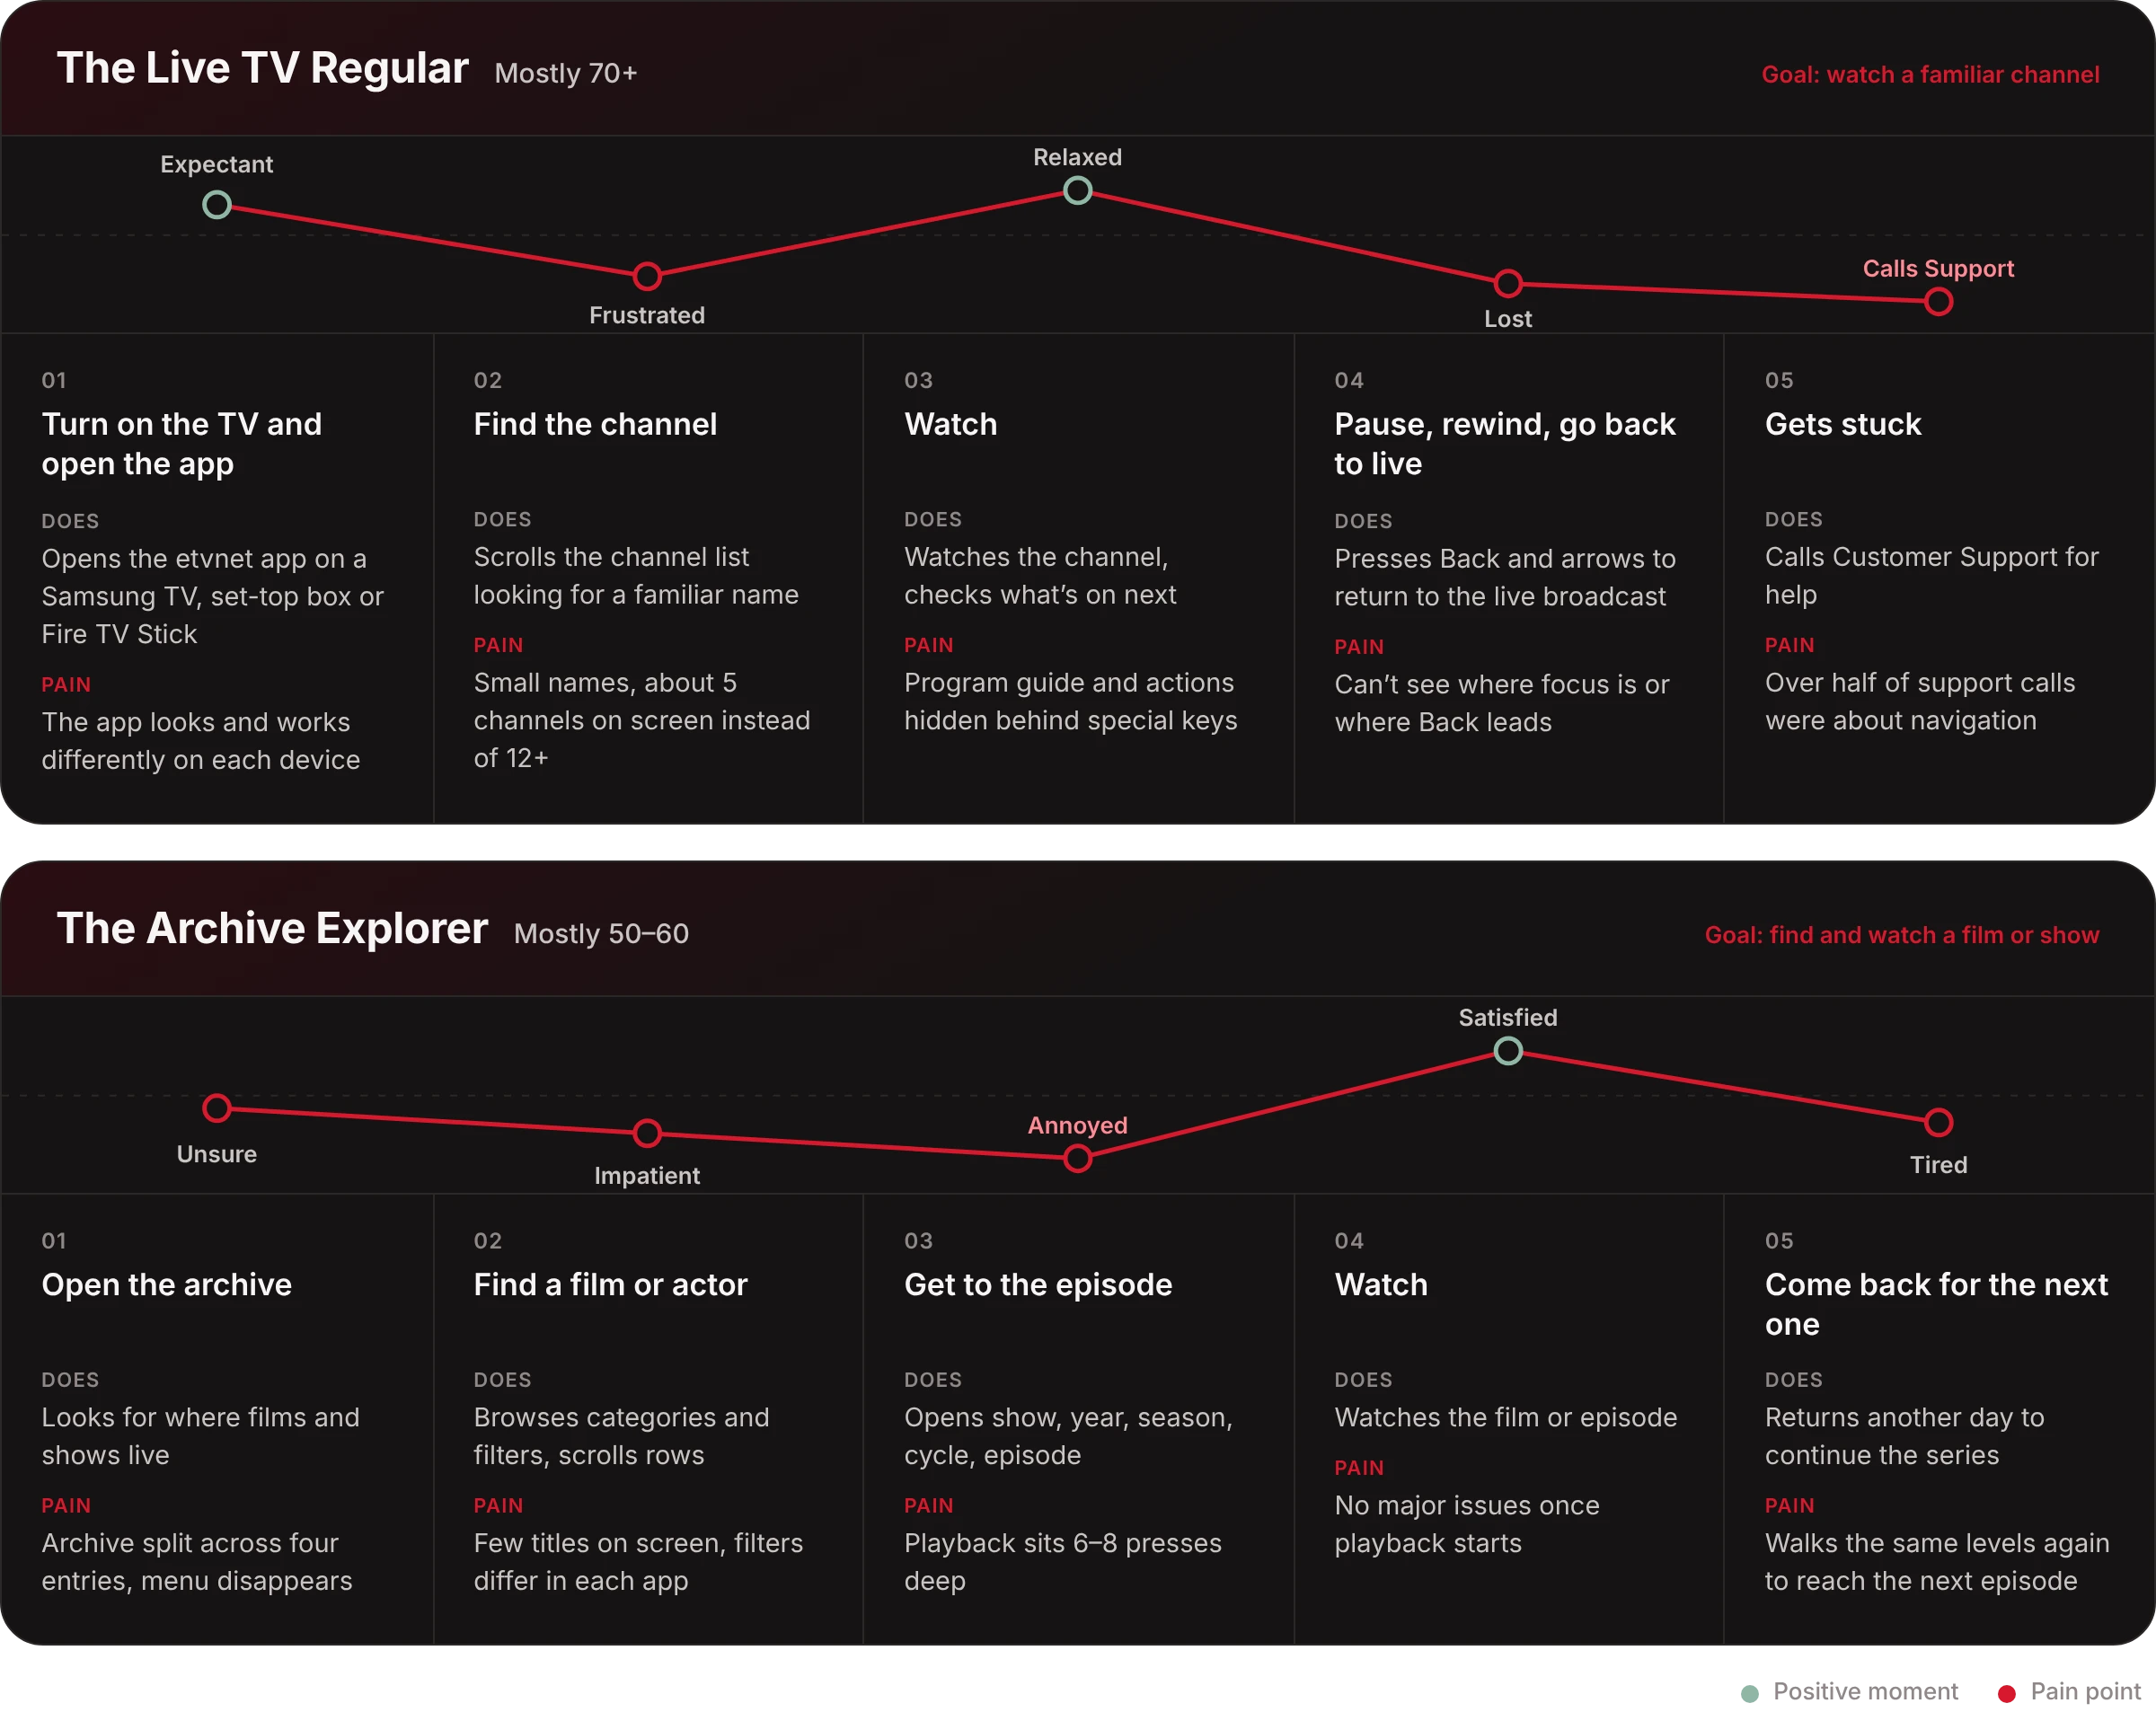 The Live TV Regular Mostly 70+
Goal: watch a familiar channel
Expectant
Frustrated
Relaxed
Lost
Calls Support
01
Turn on the TV and
open the app
DOES
Opens the etvnet app on a
Samsung TV, set-top box or
Fire TV Stick
PAIN
The app looks and works
differently on each device
02
Find the channel
DOES
Scrolls the channel list
looking for a familiar name
PAIN
Small names, about 5
channels on screen instead
of 12+
03
Watch
DOES
Watches the channel,
checks what’s on next
PAIN
Program guide and actions
hidden behind special keys
04
Pause, rewind, go back
to live
DOES
Presses Back and arrows to
return to the live broadcast
PAIN
Can’t see where focus is or
where Back leads
05
Gets stuck
DOES
Calls Customer Support for
help
PAIN
Over half of support calls
were about navigation
The Archive Explorer Mostly 50–60
Goal: find and watch a film or show
Unsure
Impatient
Annoyed
Satisfied
Tired
01
Open the archive
DOES
Looks for where films and
shows live
PAIN
Archive split across four
entries, menu disappears
02
Find a film or actor
DOES
Browses categories and
filters, scrolls rows
PAIN
Few titles on screen, filters
differ in each app
03
Get to the episode
DOES
Opens show, year, season,
cycle, episode
PAIN
Playback sits 6–8 presses
deep
04
Watch
DOES
Watches the film or episode
PAIN
No major issues once
playback starts
05
Come back for the next
one
DOES
Returns another day to
continue the series
PAIN
Walks the same levels again
to reach the next episode
Positive moment
Pain point